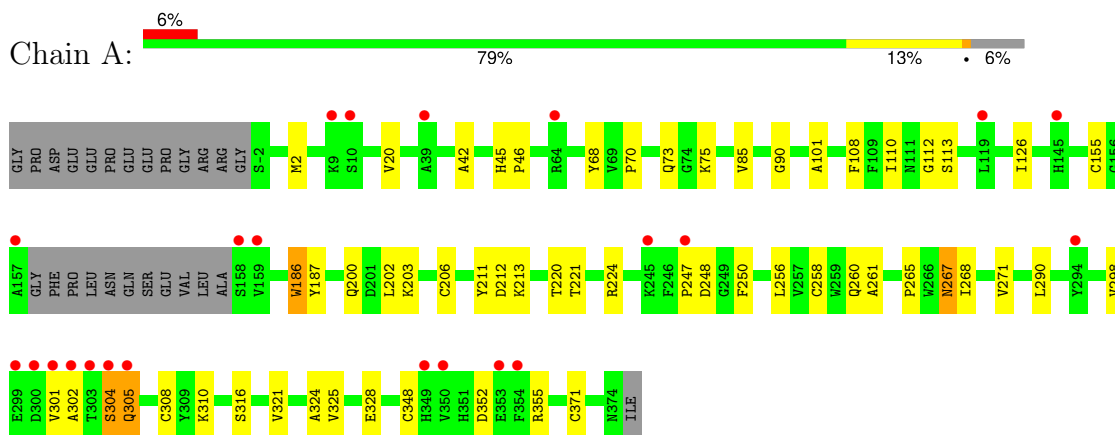 6%
Chain A:
79% 13% • 6%
GLY PRO ASP GLU GLU PRO GLU GLU PRO GLY ARG ARG GLY S-2 M2 K9 S10 V20 A39 A42 H45 P46 R64 Y68 V69 P70 Q73 G74 K75 V85 G90 A101 F108 F109 I110 N111 G112 S113 L119 I126 H145 C155 G156
A157 GLY PHE PRO LEU ASN GLN SER GLU VAL LEU ALA S158 V159 W186 Y187 Q200 D201 L202 K203 C206 Y211 D212 K213 T220 T221 R224 K245 F246 P247 D248 G249 F250 L256 V257 C258 W259 Q260 A261 P265 W266 N267 I268 V271 L290 Y294 V298
E299 D300 V301 A302 T303 S304 Q305 C308 Y309 K310 S316 V321 A324 V325 E328 C348 H349 V350 H351 D352 E353 F354 R355 C371 N374 ILE